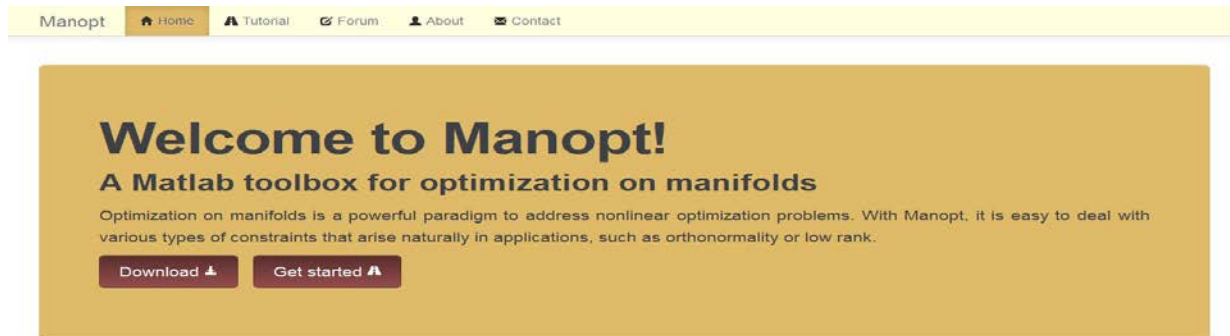 Manopt Home Tutorial Forum About Contact
Welcome to Manopt!
A Matlab toolbox for optimization on manifolds
Optimization on manifolds is a powerful paradigm to address nonlinear optimization problems. With Manopt, it is easy to deal with
various types of constraints that arise naturally in applications, such as orthonormality or low rank.
Download Get started